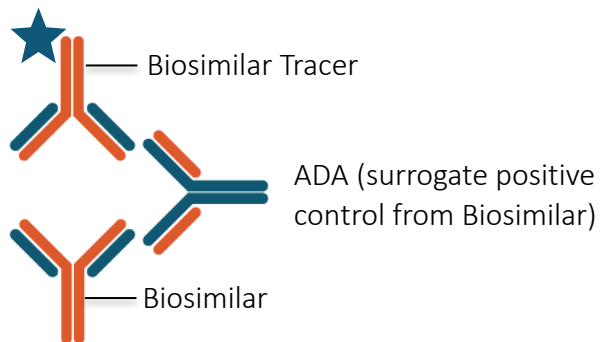 Biosimilar Tracer
ADA (surrogate positive
control from Biosimilar)
Biosimilar